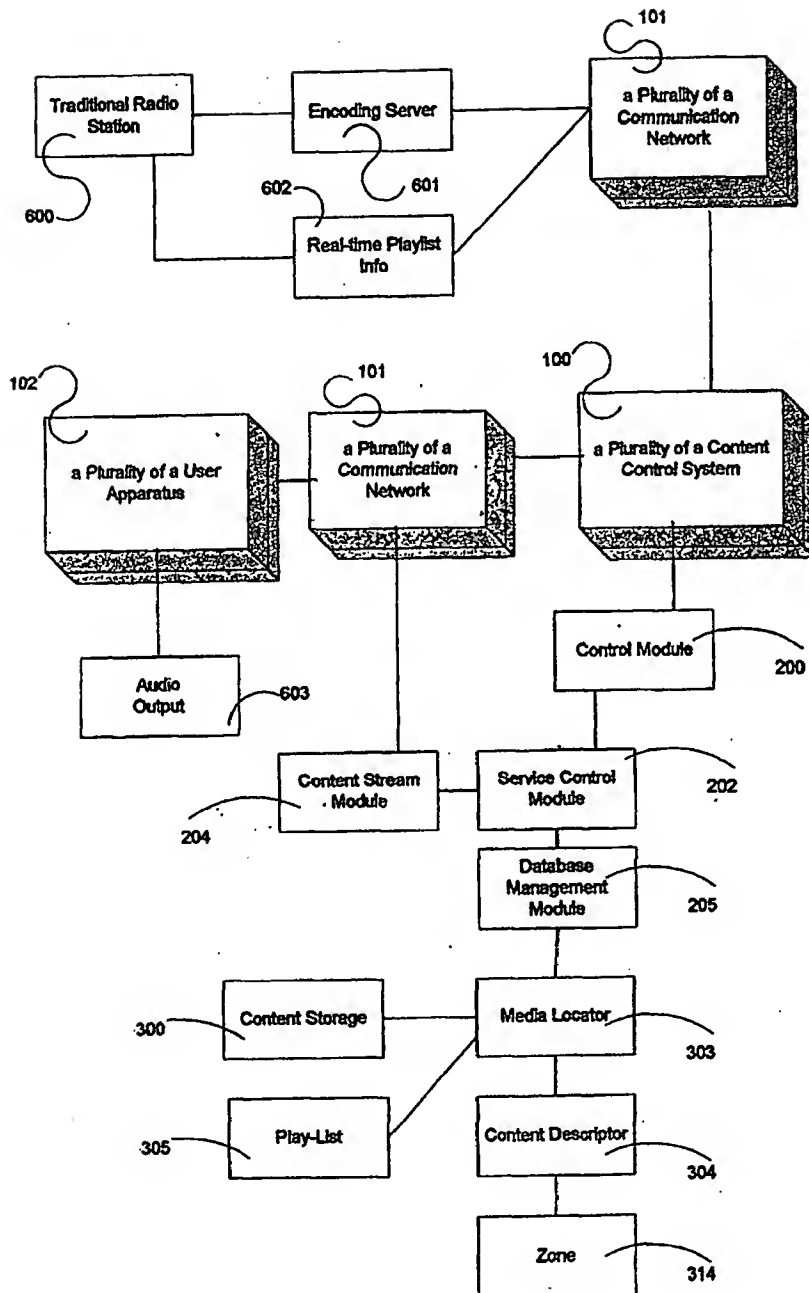 101
Traditional Radio
Station
Encoding Server
a Plurality of a
Communication
Network
600
602
601
Real-time Playlist
Info
102
101
100
a Plurality of a User
Apparatus
a Plurality of a
Communication
Network
a Plurality of a Content
Control System
Control Module
200
Audio
Output
603
Content Stream
Module
204
Service Control
Module
202
Database
Management
Module
205
300
Content Storage
Media Locator
303
305
Play-List
Content Descriptor
304
Zone
314